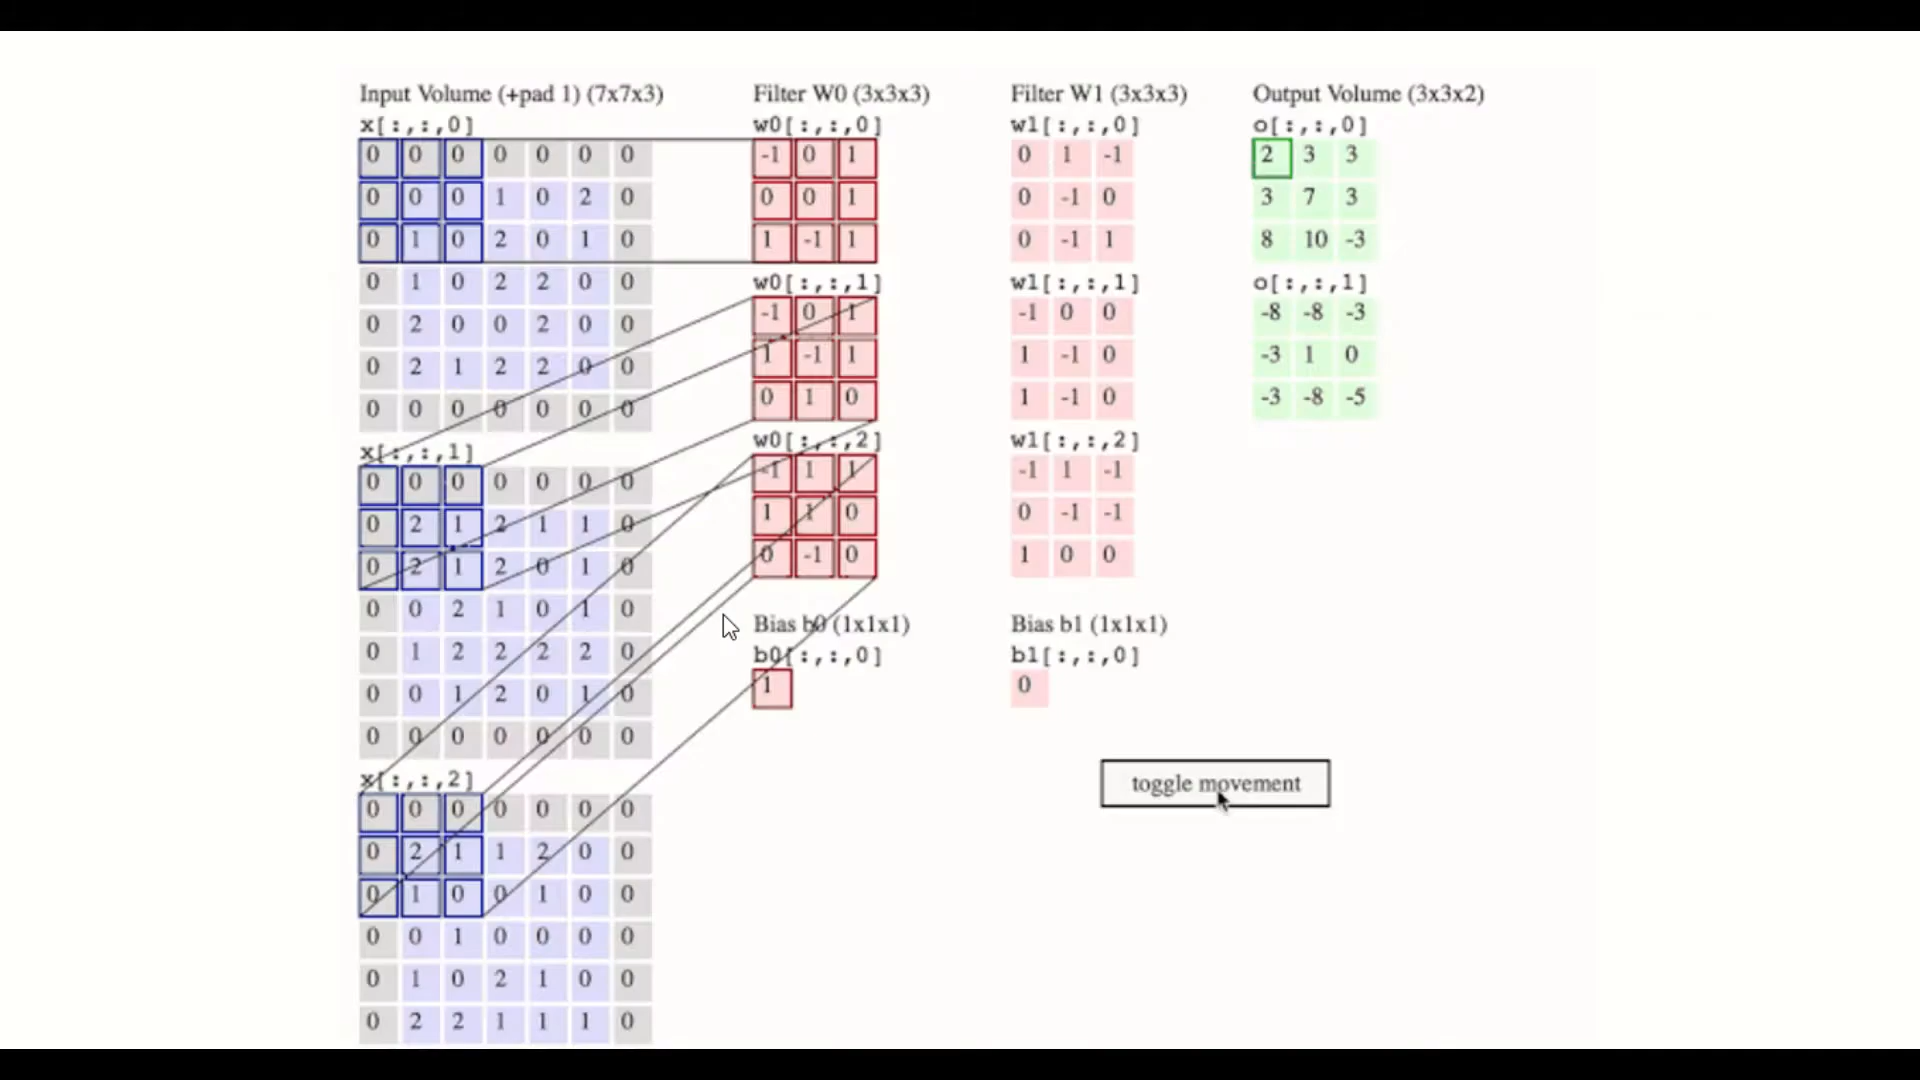 Input Volume (+pad 1) (7x7x3)
x[:,:,0]
0 0 0 0 0 0 0
0 0 0 1 0 2 0
0 1 0 2 0 1 0
0 1 0 2 2 0 0
0 2 0 0 2 0 0
0 2 1 2 2 0 0
0 0 0 0 0 0 0
x[:,:,1]
0 0 0 0 0 0 0
0 2 1 2 1 1 0
0 2 1 2 0 1 0
0 0 2 1 0 1 0
0 1 2 2 2 2 0
0 0 1 2 0 1 0
0 0 0 0 0 0 0
x[:,:,2]
0 0 0 0 0 0 0
0 2 1 1 2 0 0
0 1 0 0 1 0 0
0 0 1 0 0 0 0
0 1 0 2 1 0 0
0 2 2 1 1 1 0
Filter W0 (3x3x3)
w0[:,:,0]
-1 0 1
0 0 1
1 -1 1
w0[:,:,1]
-1 0 1
1 -1 1
0 1 0
w0[:,:,2]
-1 1 1
1 1 0
0 -1 0
Bias b0 (1x1x1)
b0[:,:,0]
1
Filter W1 (3x3x3)
w1[:,:,0]
0 1 -1
0 -1 0
0 -1 1
w1[:,:,1]
-1 0 0
1 -1 0
1 -1 0
w1[:,:,2]
-1 1 -1
0 -1 -1
1 0 0
Bias b1 (1x1x1)
b1[:,:,0]
0
Output Volume (3x3x2)
o[:,:,0]
2 3 3
3 7 3
8 10 -3
o[:,:,1]
-8 -8 -3
-3 1 0
-3 -8 -5
toggle movement